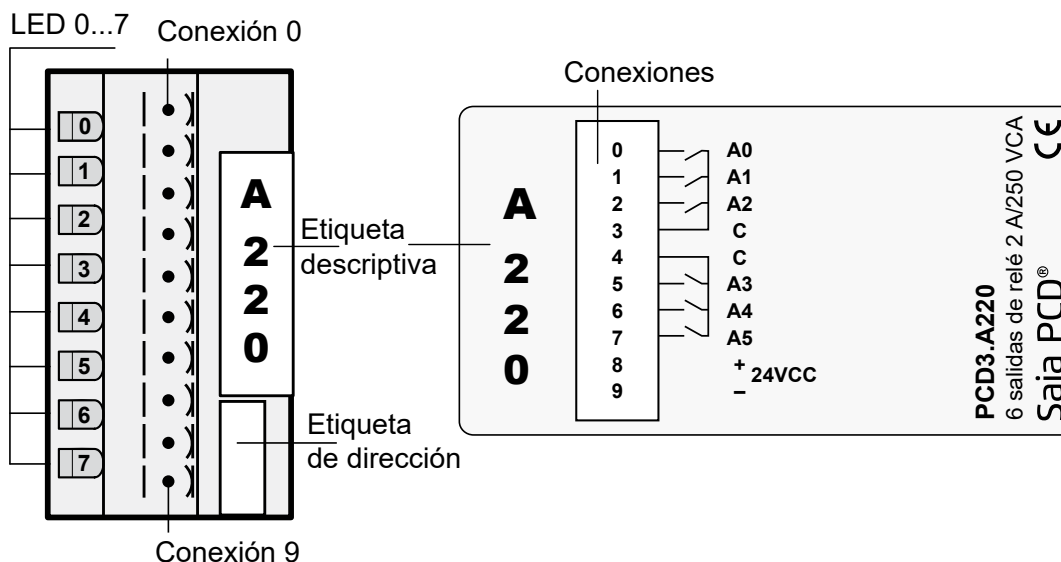 LED 0...7
Conexión 0
0
1
2
3
4
5
6
7
A
2
2
0
Etiqueta
descriptiva
Etiqueta
de dirección
Conexión 9
Conexiones
A
2
2
0
0 A0
1 A1
2 A2
3 C
4 C
5 A3
6 A4
7 A5
8 +
9 –
24VCC
PCD3.A220
6 salidas de relé 2 A/250 VCA
Saia PCD®
CE